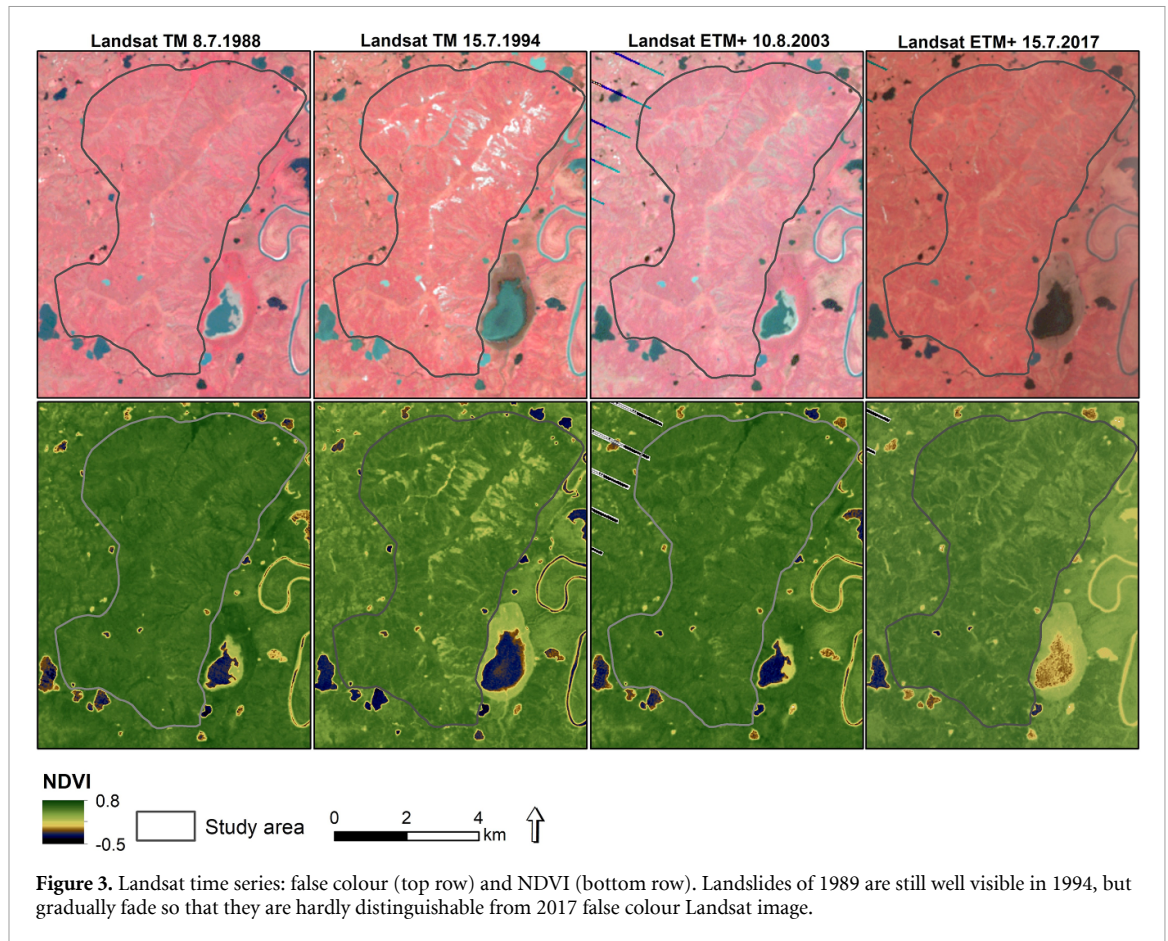 Landsat TM 8.7.1988
Landsat TM 15.7.1994
Landsat ETM+ 10.8.2003
Landsat ETM+ 15.7.2017
NDVI
0.8
-0.5
Study area
0 2 4
km
Figure 3. Landsat time series: false colour (top row) and NDVI (bottom row). Landslides of 1989 are still well visible in 1994, but
gradually fade so that they are hardly distinguishable from 2017 false colour Landsat image.